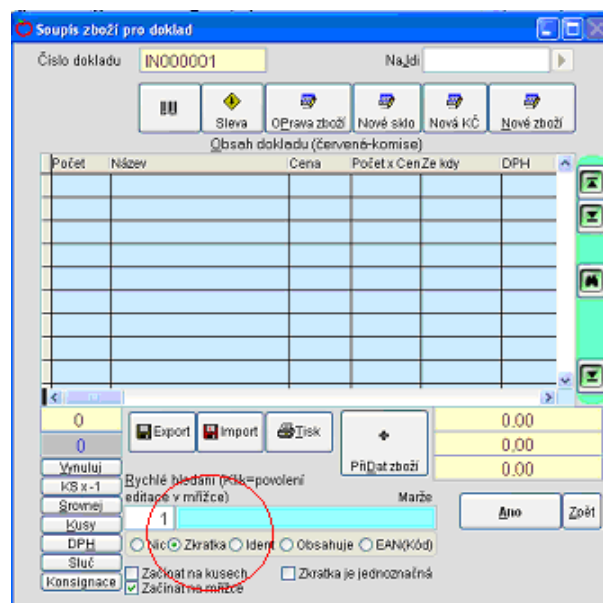 Soupis zboží pro doklad
Číslo dokladu IN000001 Najdi
Sleva OPrava zboží Nové sklo Nová KČ Nové zboží
Obsah dokladu (červené-komise)
Počet Název Cena Počet x Cen Ze kdy DPH
0 Export Import Tisk 0.00
0 PřiDat zboží 0,00
Vynuluj 0.00
KS x -1 Rychlé hledání (Klik=povolení
Srovnej editace v mřížce) Marže Ano Zpět
Kusy 1
DPH Nic Zkratka Ident Obsahuje EAN(Kód)
Sluč Začínat na kusech Zkratka je jednoznačná
Konsignace Začínat na mřížce